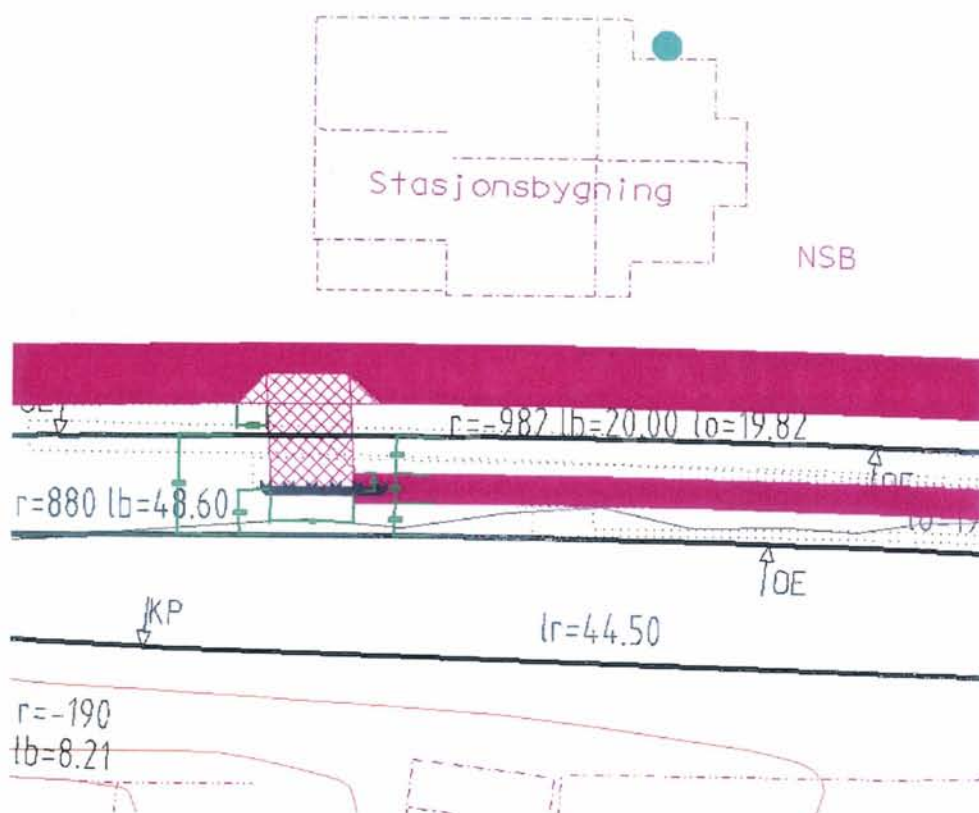 Stasjonsbygning
NSB
r=-982 lb=20.00 lo=19.82
r=880 lb=48.60
OE
KP
lr=44.50
r=-190
lb=8.21